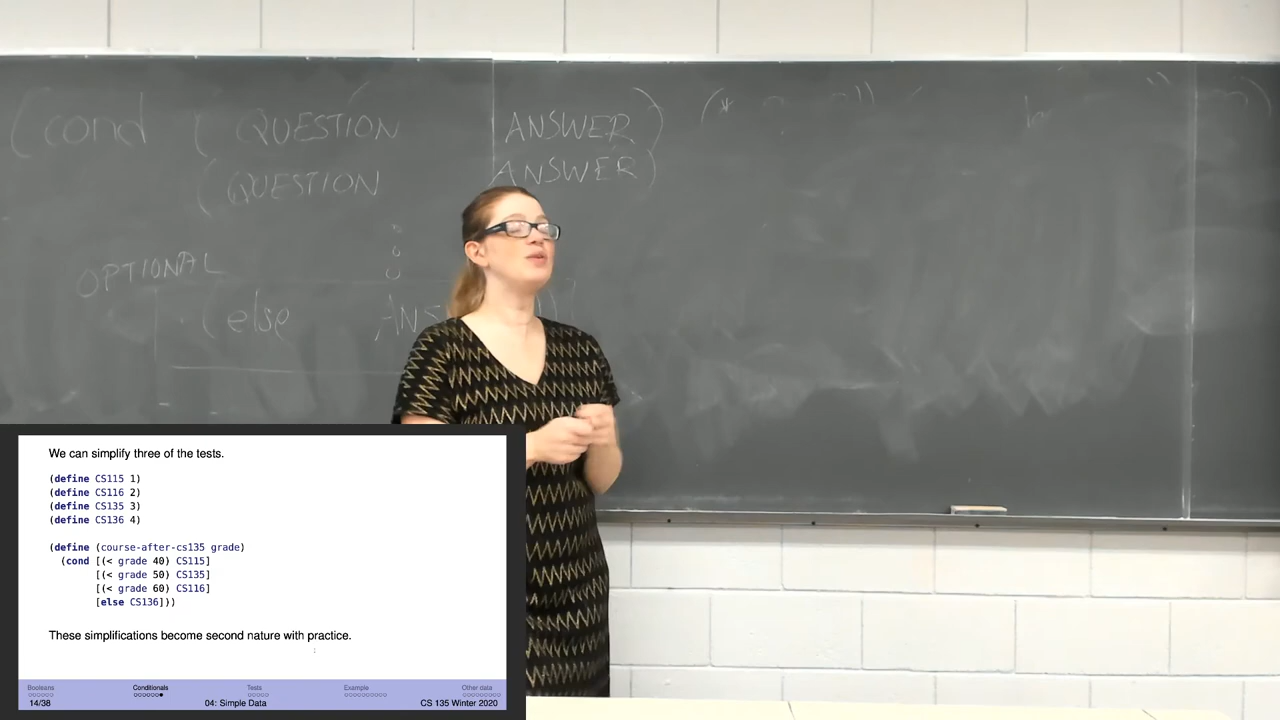 (cond ( QUESTION ANSWER)
( QUESTION ANSWER)
OPTIONAL
(else
We can simplify three of the tests.
(define CS115 1)
(define CS116 2)
(define CS135 3)
(define CS136 4)
(define (course-after-cs135 grade)
(cond [(< grade 40) CS115]
[(< grade 50) CS135]
[(< grade 60) CS116]
[else CS136]))
These simplifications become second nature with practice.
Booleans Conditionals Tests Example Other data
14/38 04: Simple Data CS 135 Winter 2020